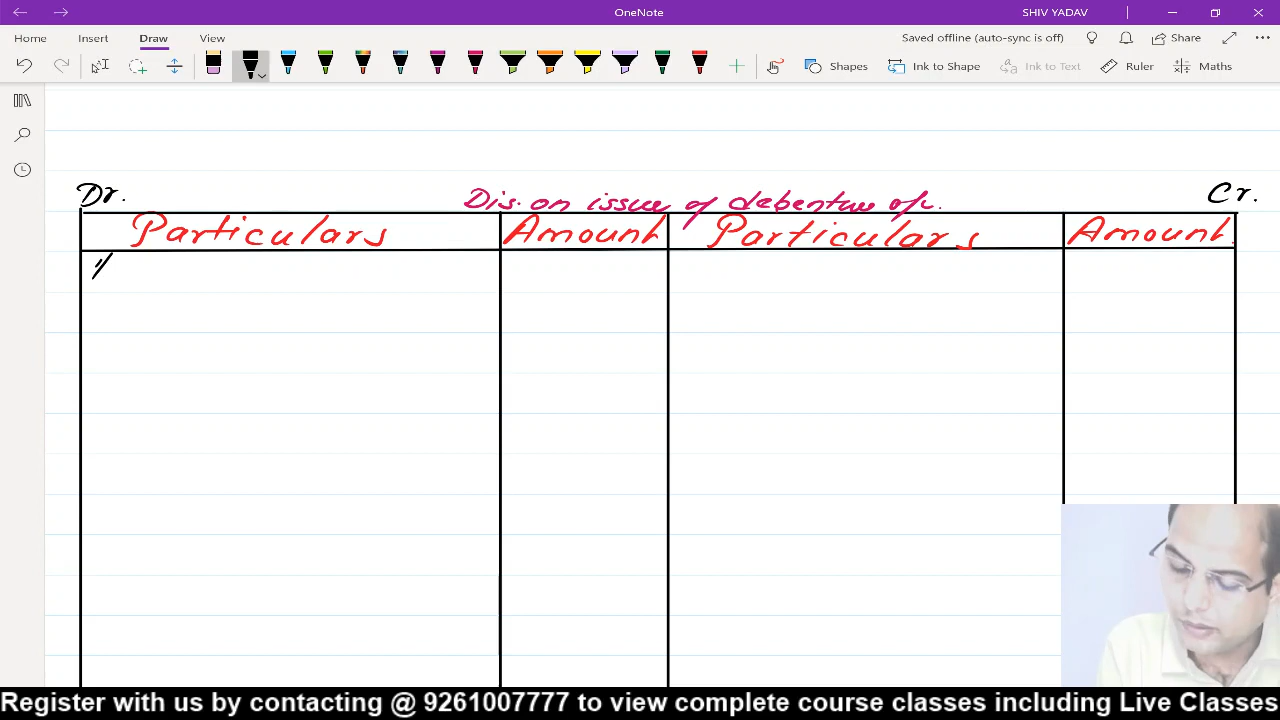 OneNote
SHIV YADAV
Home Insert Draw View
Saved offline (auto-sync is off)
Share
Shapes Ink to Shape Ink to Text Ruler Maths
Dr. Dis. on issue of debenture a/c. Cr.
Particulars Amount Particulars Amount.
Register with us by contacting @ 9261007777 to view complete course classes including Live Classes